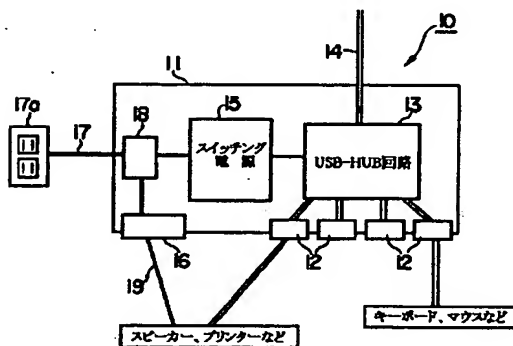 10
14
11
17a
17
18
15
スイッチング
電源
13
USB-HUB回路
16
12
12
19
スピーカー、プリンターなど
キーボード、マウスなど